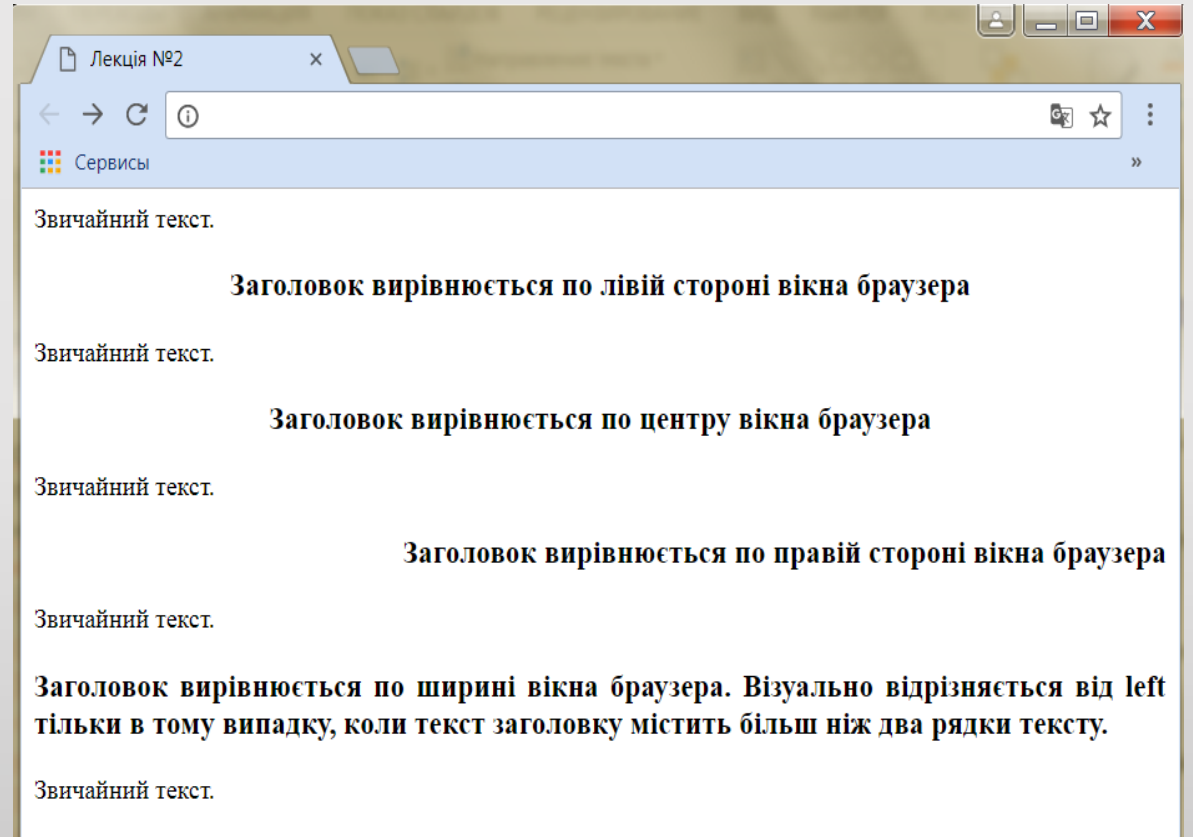 Лекція №2
Сервисы
Звичайний текст.
Заголовок вирівнюється по лівій стороні вікна браузера
Звичайний текст.
Заголовок вирівнюється по центру вікна браузера
Звичайний текст.
Заголовок вирівнюється по правій стороні вікна браузера
Звичайний текст.
Заголовок вирівнюється по ширині вікна браузера. Візуально відрізняється від left
тільки в тому випадку, коли текст заголовку містить більш ніж два рядки тексту.
Звичайний текст.